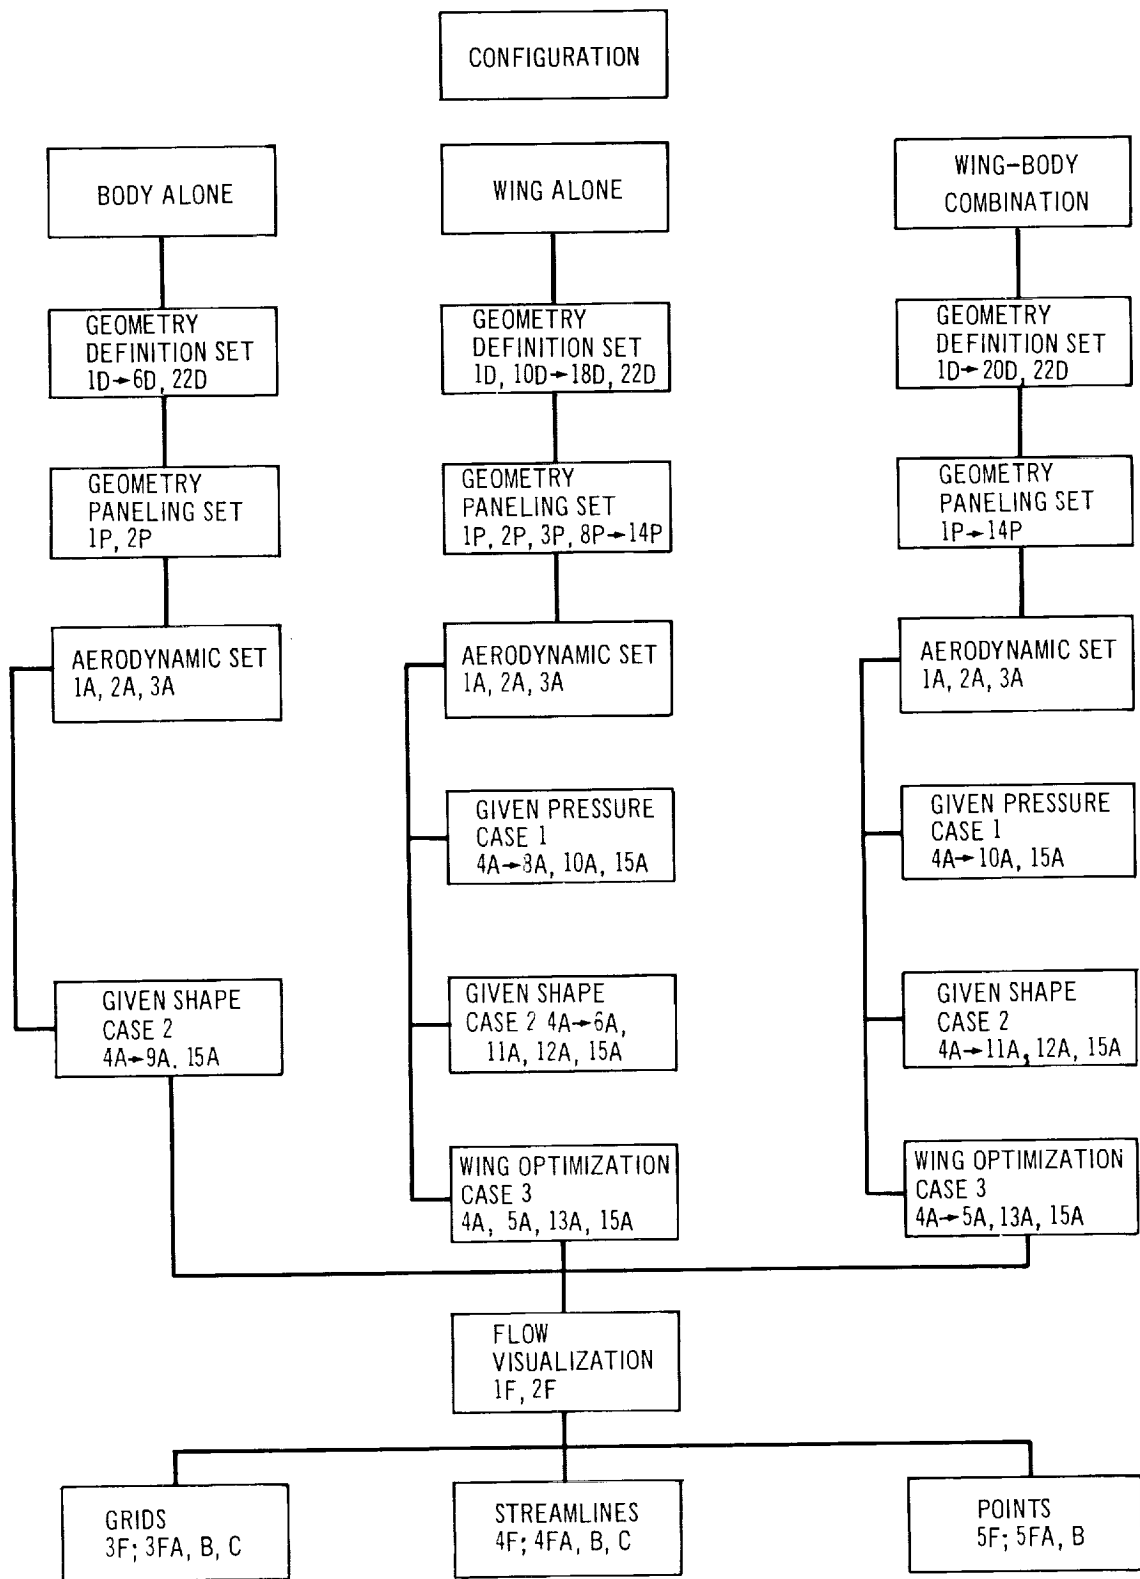 CONFIGURATION
BODY ALONE
WING ALONE
WING-BODY
COMBINATION
GEOMETRY
DEFINITION SET
1D→6D, 22D
GEOMETRY
DEFINITION SET
1D, 10D→18D, 22D
GEOMETRY
DEFINITION SET
1D→20D, 22D
GEOMETRY
PANELING SET
1P, 2P
GEOMETRY
PANELING SET
1P, 2P, 3P, 8P→14P
GEOMETRY
PANELING SET
1P→14P
AERODYNAMIC SET
1A, 2A, 3A
AERODYNAMIC SET
1A, 2A, 3A
AERODYNAMIC SET
1A, 2A, 3A
GIVEN PRESSURE
CASE 1
4A→8A, 10A, 15A
GIVEN PRESSURE
CASE 1
4A→10A, 15A
GIVEN SHAPE
CASE 2
4A→9A. 15A
GIVEN SHAPE
CASE 2 4A→6A,
11A, 12A, 15A
GIVEN SHAPE
CASE 2
4A→11A, 12A, 15A
WING OPTIMIZATION
CASE 3
4A, 5A, 13A, 15A
WING OPTIMIZATION
CASE 3
4A→5A, 13A, 15A
FLOW
VISUALIZATION
1F, 2F
GRIDS
3F; 3FA, B, C
STREAMLINES
4F; 4FA, B, C
POINTS
5F; 5FA, B